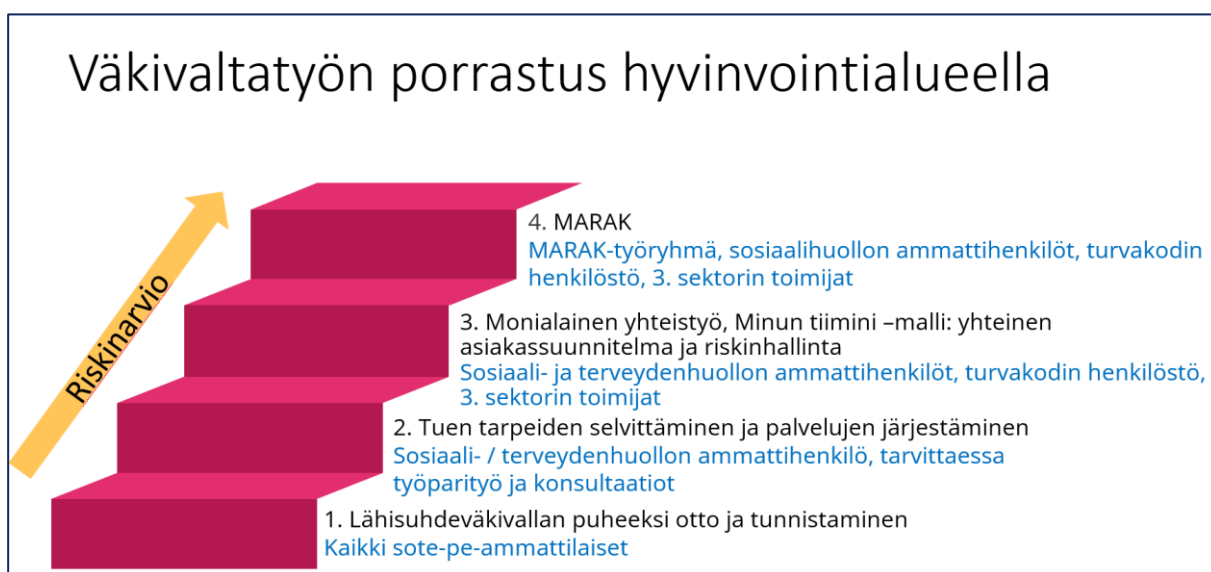 Väkivaltatyön porrastus hyvinvointialueella
Riskinarvio
4. MARAK
MARAK-työryhmä, sosiaalihuollon ammattihenkilöt, turvakodin
henkilöstö, 3. sektorin toimijat
3. Monialainen yhteistyö, Minun tiimini –malli: yhteinen
asiakassuunnitelma ja riskinhallinta
Sosiaali- ja terveydenhuollon ammattihenkilöt, turvakodin henkilöstö,
3. sektorin toimijat
2. Tuen tarpeiden selvittäminen ja palvelujen järjestäminen
Sosiaali- / terveydenhuollon ammattihenkilö, tarvittaessa
työparityö ja konsultaatiot
1. Lähisuhdeväkivallan puheeksi otto ja tunnistaminen
Kaikki sote-pe-ammattilaiset